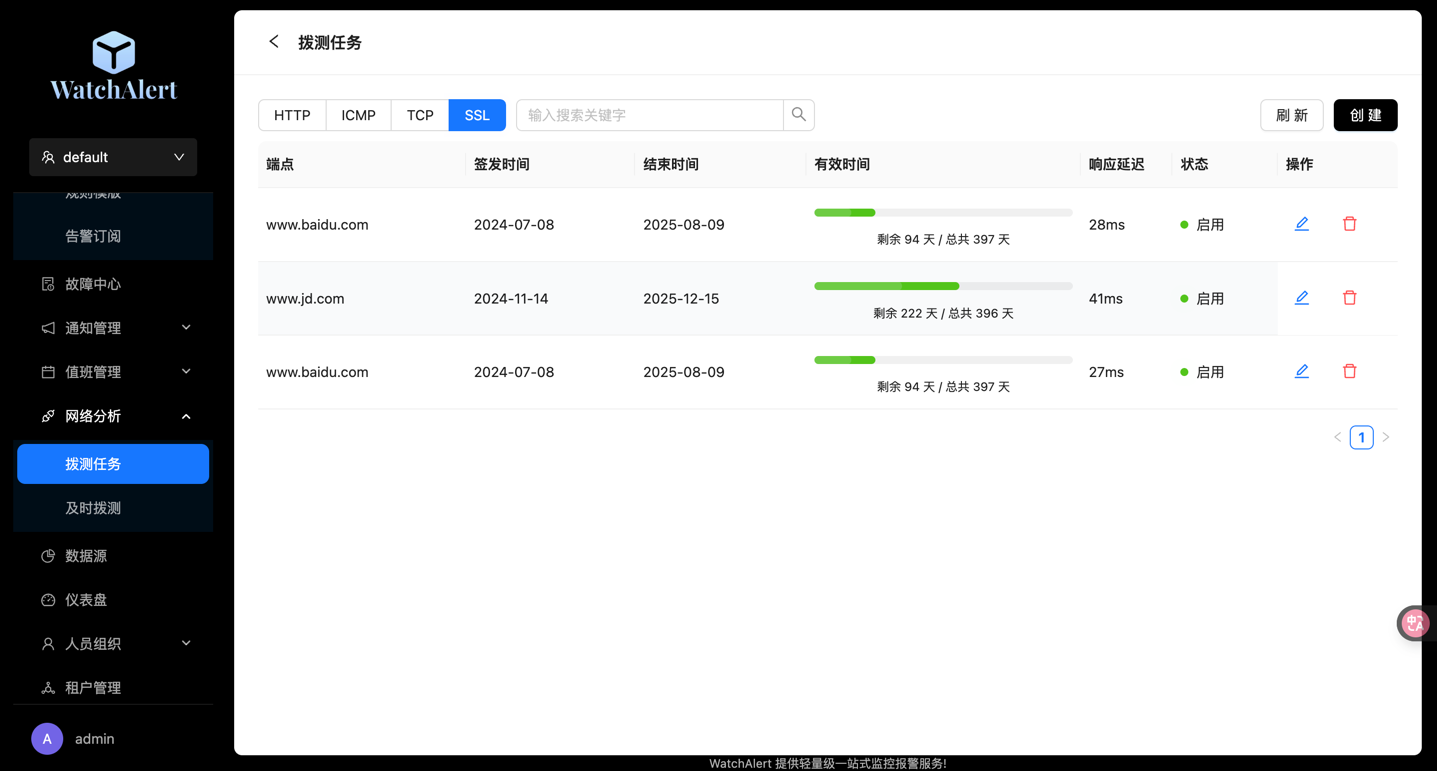 WatchAlert
default
规则模版
告警订阅
故障中心
通知管理
值班管理
网络分析
拨测任务
及时拨测
数据源
仪表盘
人员组织
租户管理
A admin
拨测任务
HTTP ICMP TCP SSL 输入搜索关键字 刷 新 创 建
端点 签发时间 结束时间 有效时间 响应延迟 状态 操作
www.baidu.com 2024-07-08 2025-08-09 剩余 94 天 / 总共 397 天 28ms 启用
www.jd.com 2024-11-14 2025-12-15 剩余 222 天 / 总共 396 天 41ms 启用
www.baidu.com 2024-07-08 2025-08-09 剩余 94 天 / 总共 397 天 27ms 启用
1
中 A
WatchAlert 提供轻量级一站式监控报警服务!